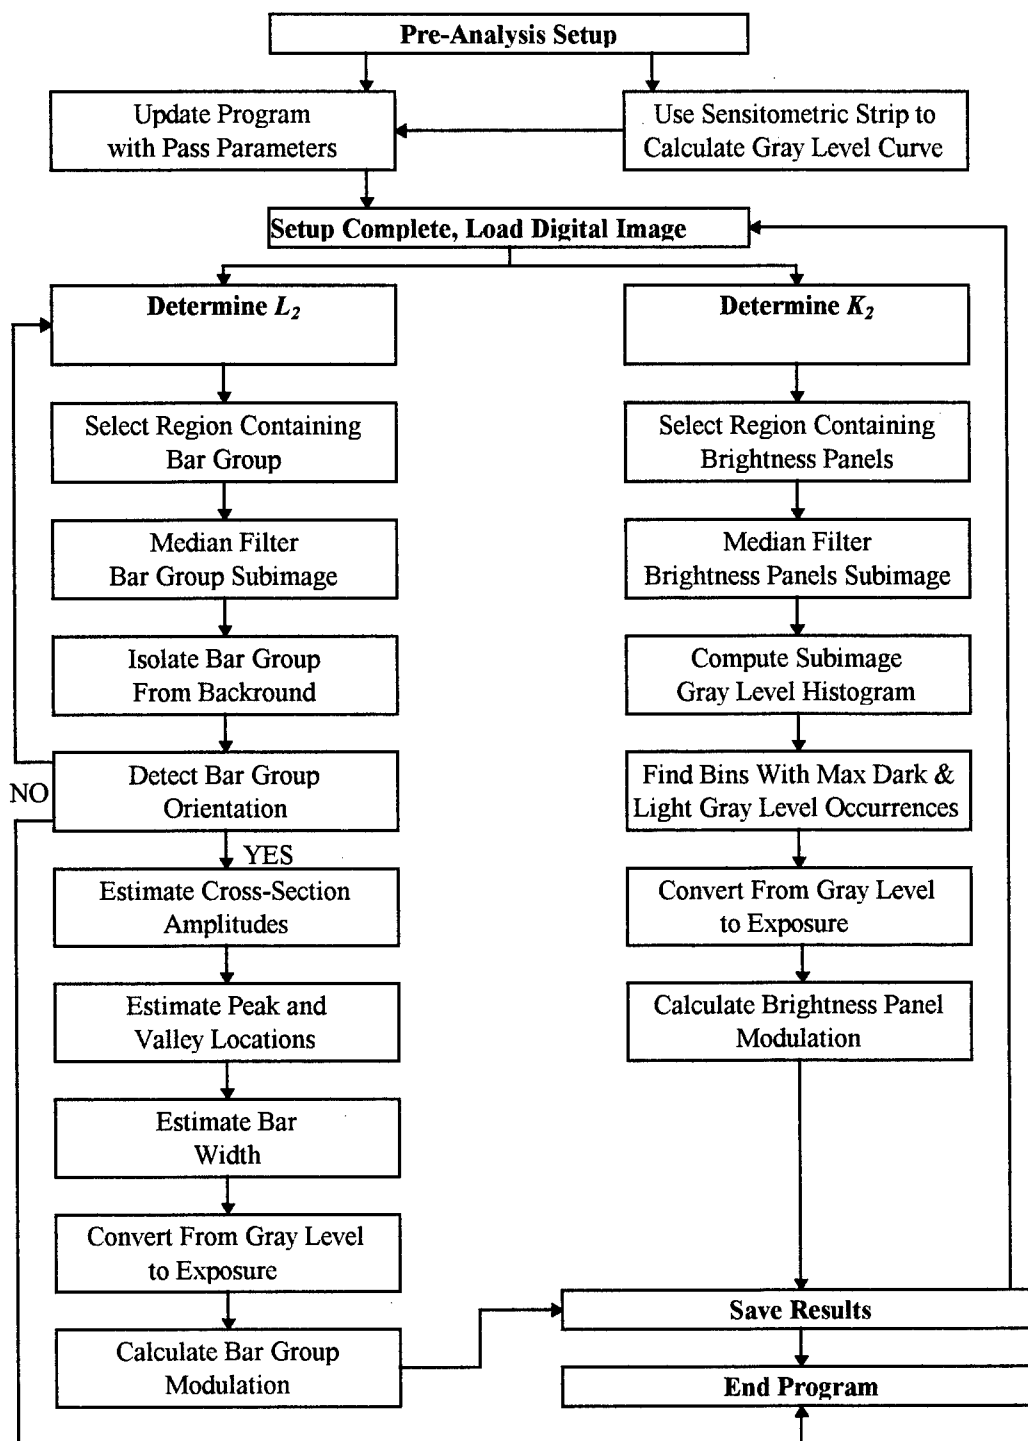 Pre-Analysis Setup
Update Program
with Pass Parameters
Use Sensitometric Strip to
Calculate Gray Level Curve
Setup Complete, Load Digital Image
Determine L2
Determine K2
Select Region Containing
Bar Group
Select Region Containing
Brightness Panels
Median Filter
Bar Group Subimage
Median Filter
Brightness Panels Subimage
Isolate Bar Group
From Backround
Compute Subimage
Gray Level Histogram
Detect Bar Group
Orientation
NO
Find Bins With Max Dark &
Light Gray Level Occurrences
YES
Estimate Cross-Section
Amplitudes
Convert From Gray Level
to Exposure
Estimate Peak and
Valley Locations
Calculate Brightness Panel
Modulation
Estimate Bar
Width
Convert From Gray Level
to Exposure
Save Results
Calculate Bar Group
Modulation
End Program